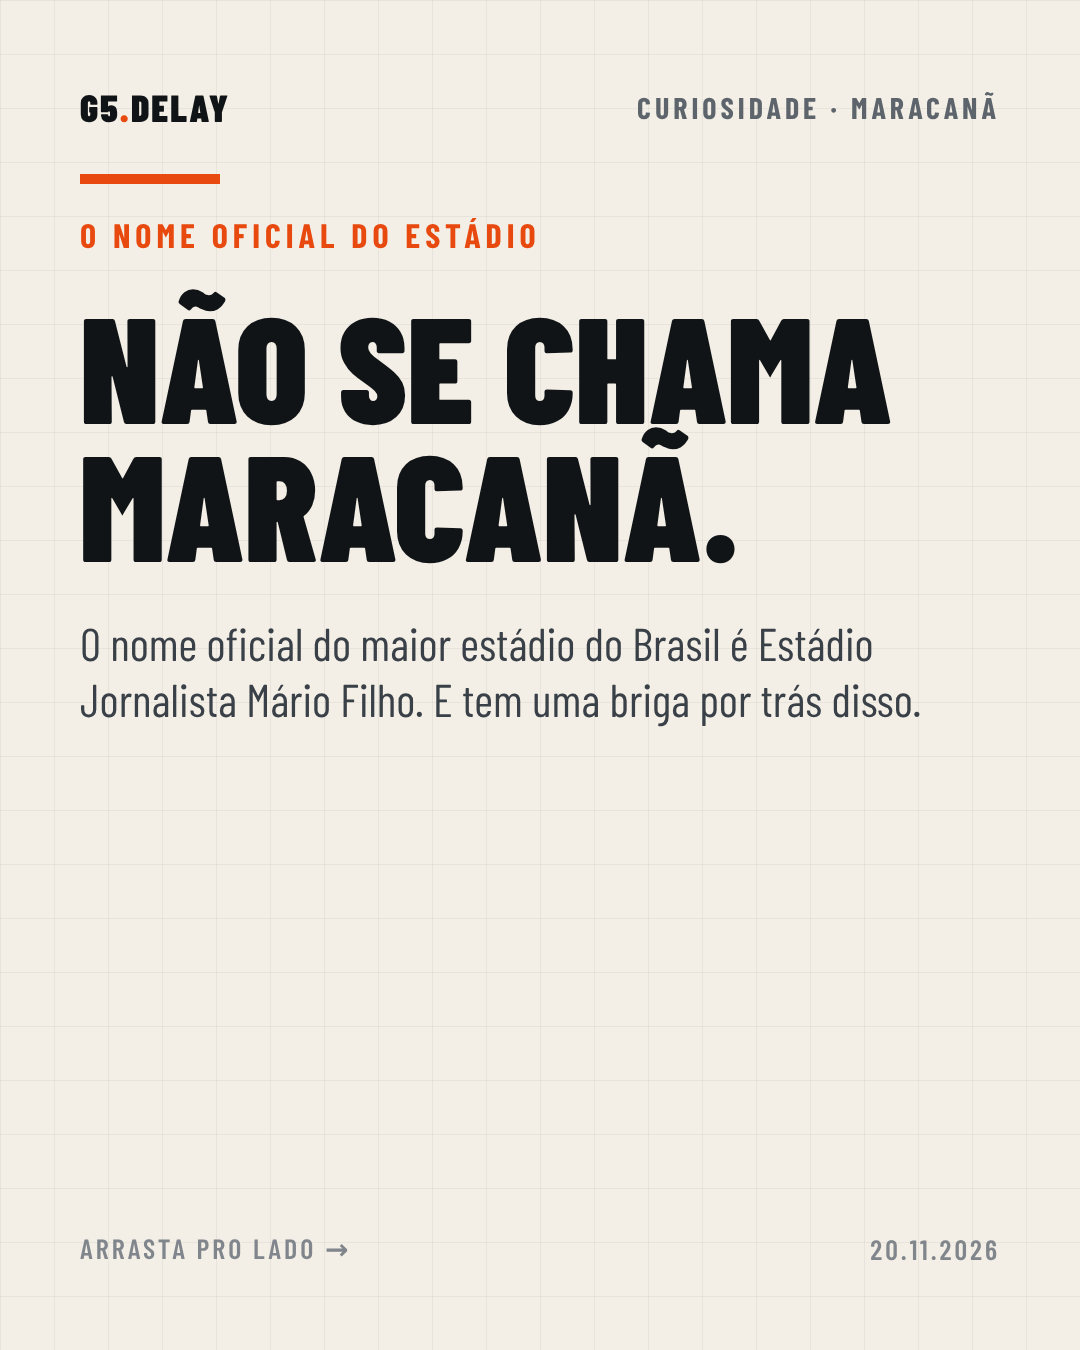 G5.DELAY
CURIOSIDADE · MARACANÃ
O NOME OFICIAL DO ESTÁDIO
NÃO SE CHAMA
MARACANÃ.
O nome oficial do maior estádio do Brasil é Estádio
Jornalista Mário Filho. E tem uma briga por trás disso.
ARRASTA PRO LADO →
20.11.2026